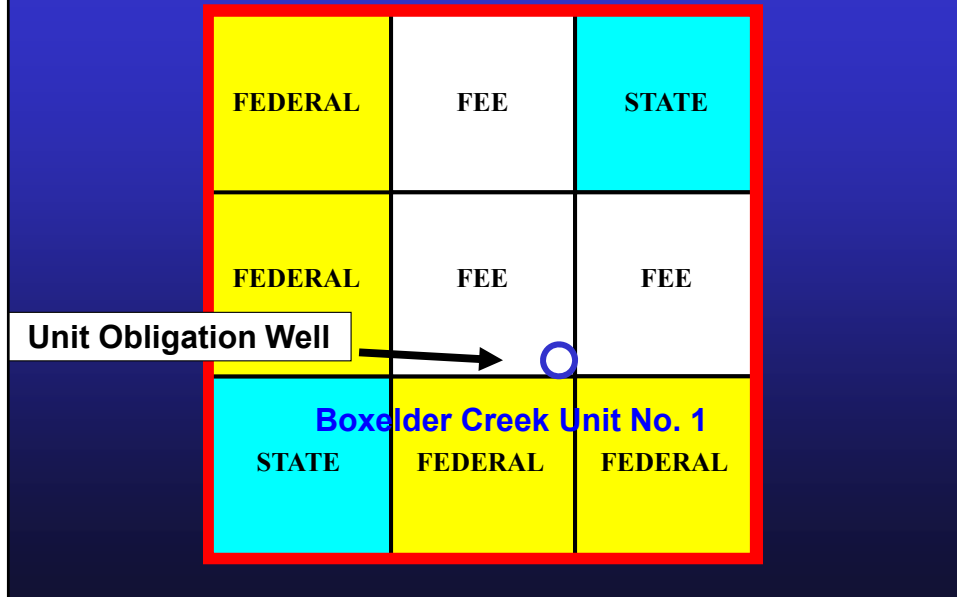 FEDERAL FEE STATE
FEDERAL FEE FEE
Unit Obligation Well
Boxelder Creek Unit No. 1
STATE FEDERAL FEDERAL